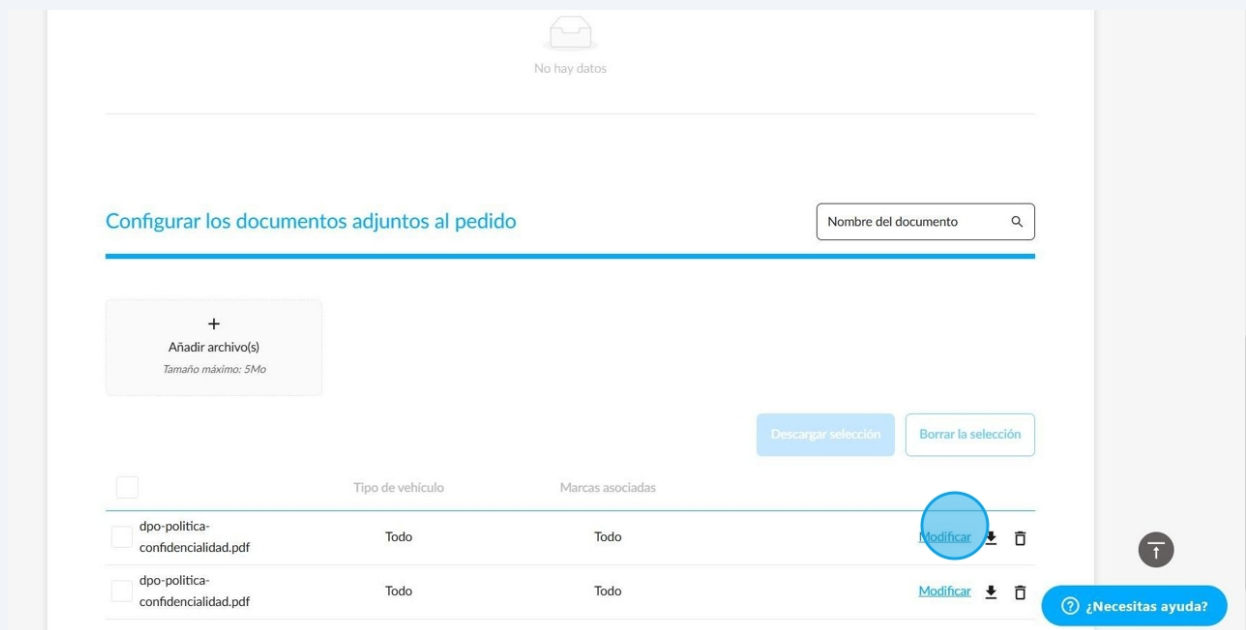 No hay datos
Configurar los documentos adjuntos al pedido
Nombre del documento
+
Añadir archivo(s)
Tamaño máximo: 5Mo
Descargar selección
Borrar la selección
Tipo de vehículo
Marcas asociadas
dpo-politica-
confidencialidad.pdf
Todo
Todo
Modificar
dpo-politica-
confidencialidad.pdf
Todo
Todo
Modificar
¿Necesitas ayuda?